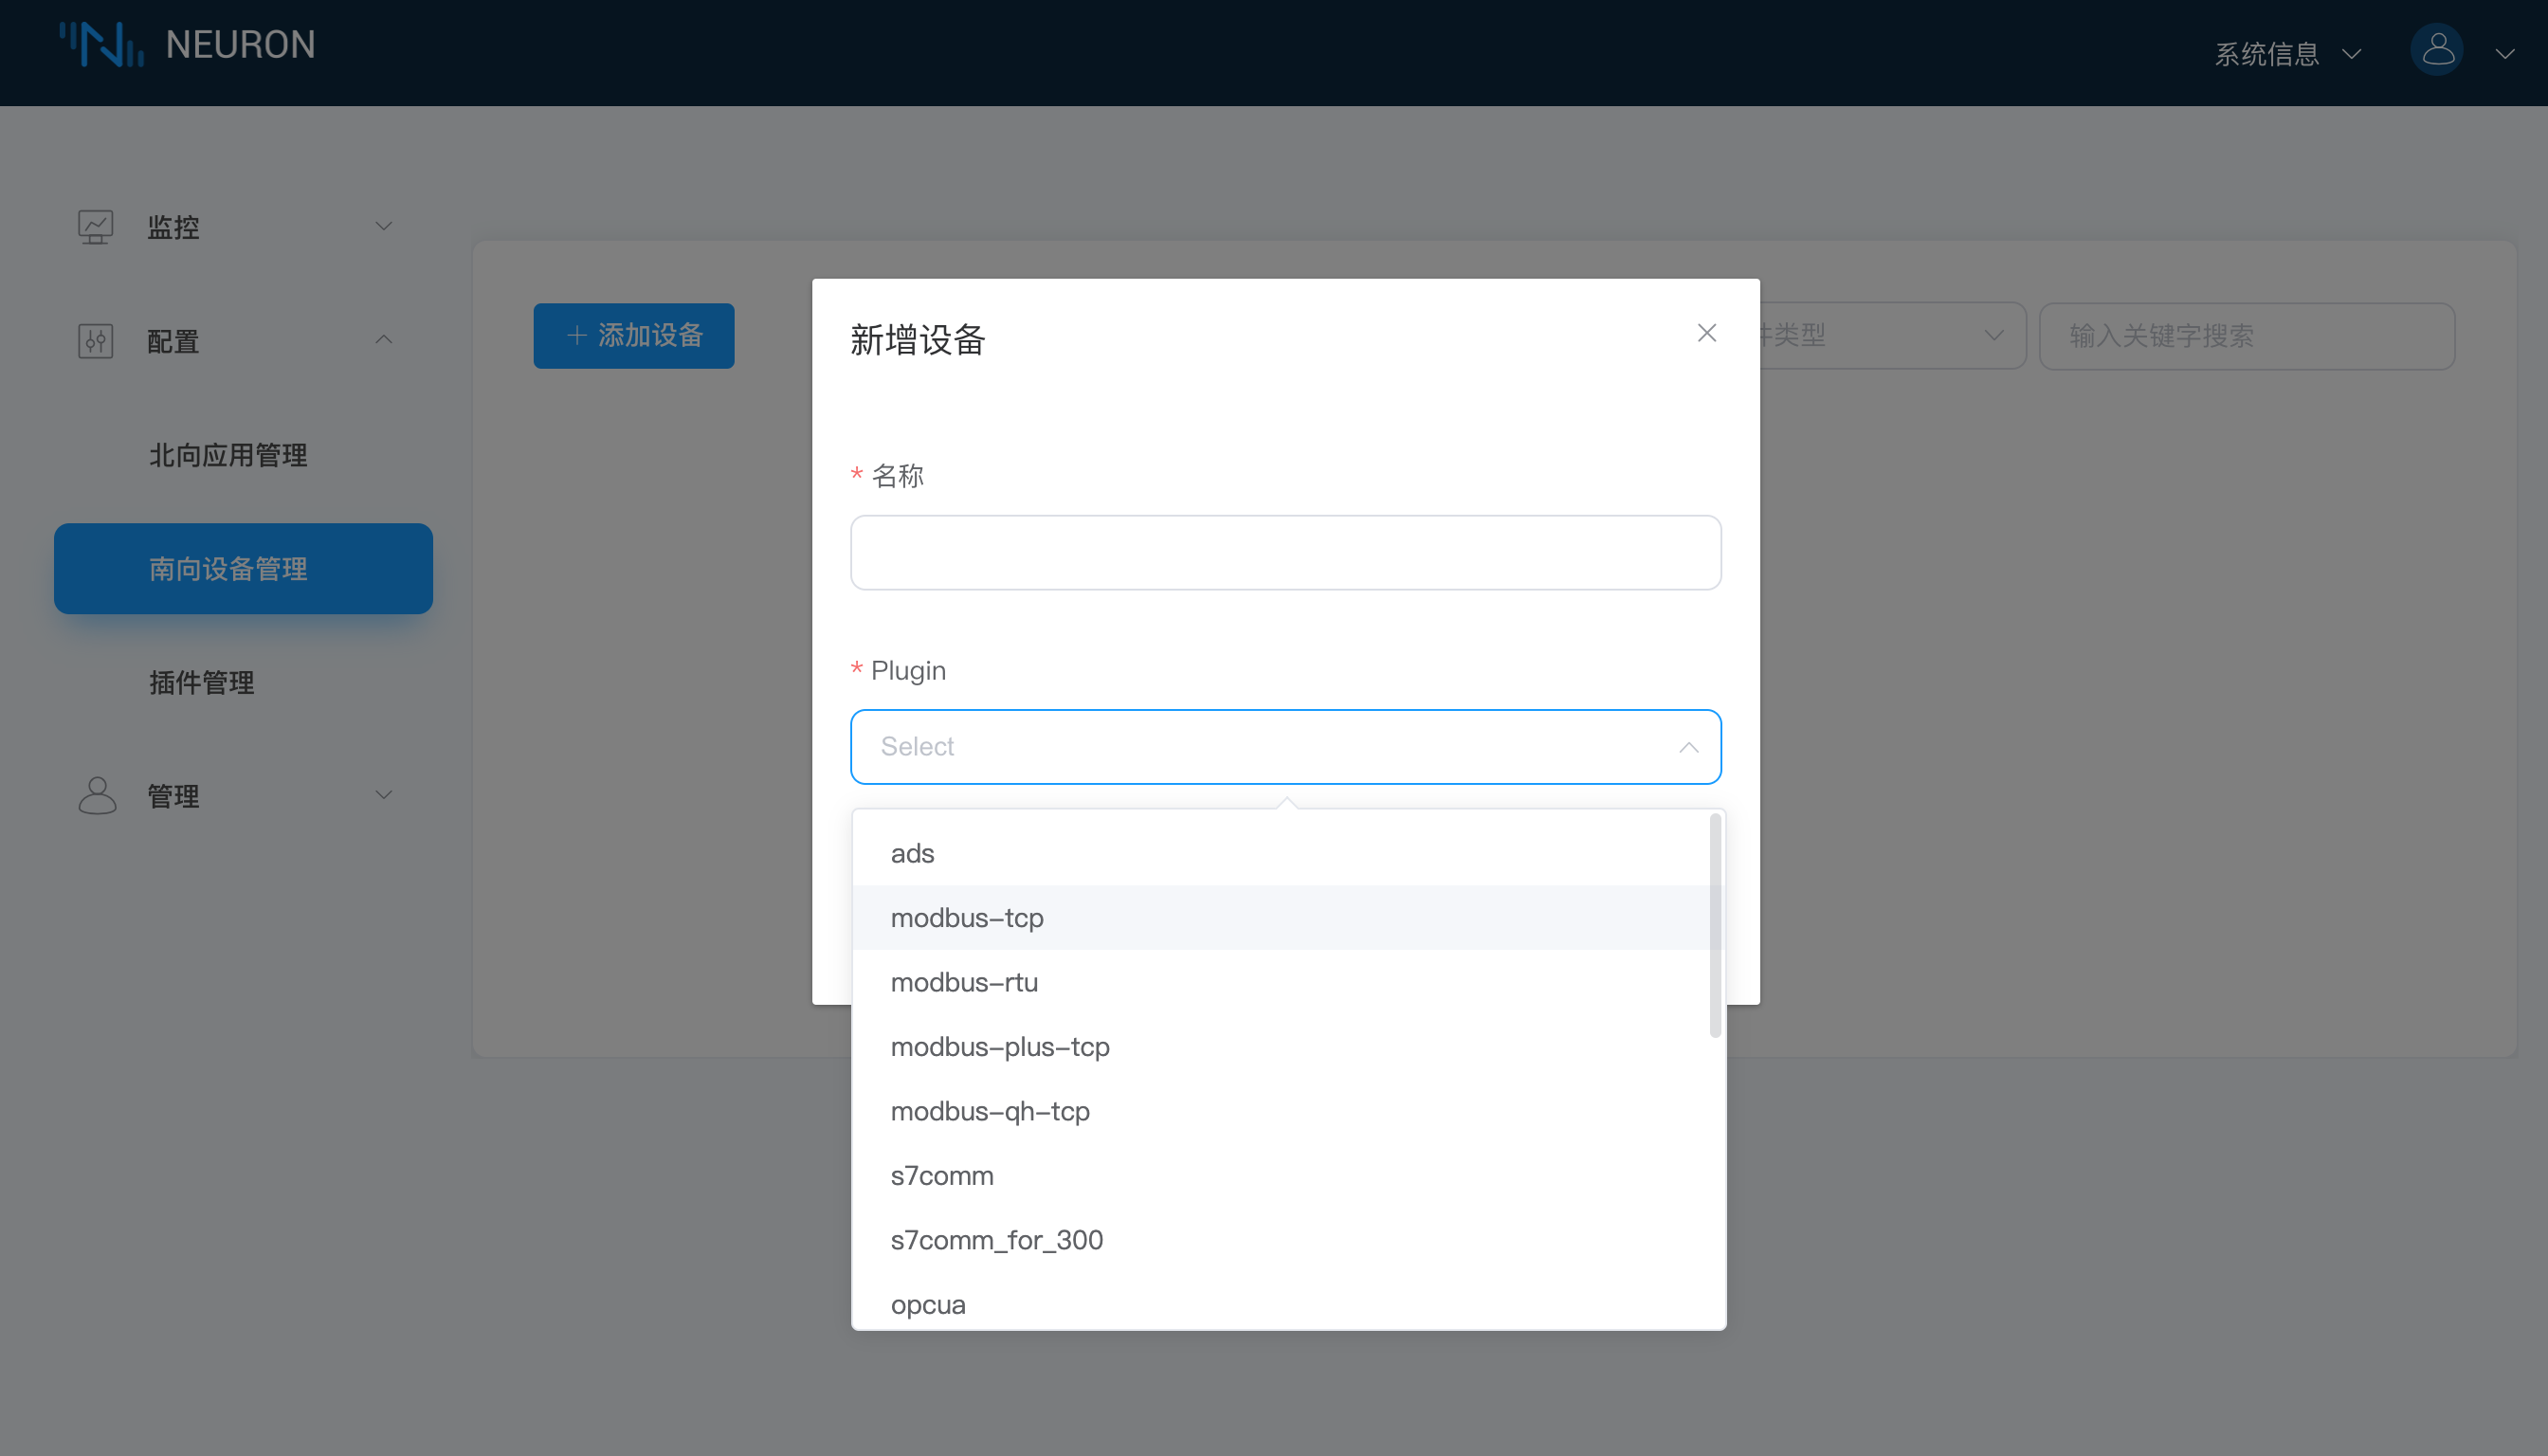 NEURON
系统信息
监控
配置
北向应用管理
南向设备管理
插件管理
管理
添加设备
件类型
输入关键字搜索
新增设备
* 名称
* Plugin
Select
ads
modbus-tcp
modbus-rtu
modbus-plus-tcp
modbus-qh-tcp
s7comm
s7comm_for_300
opcua